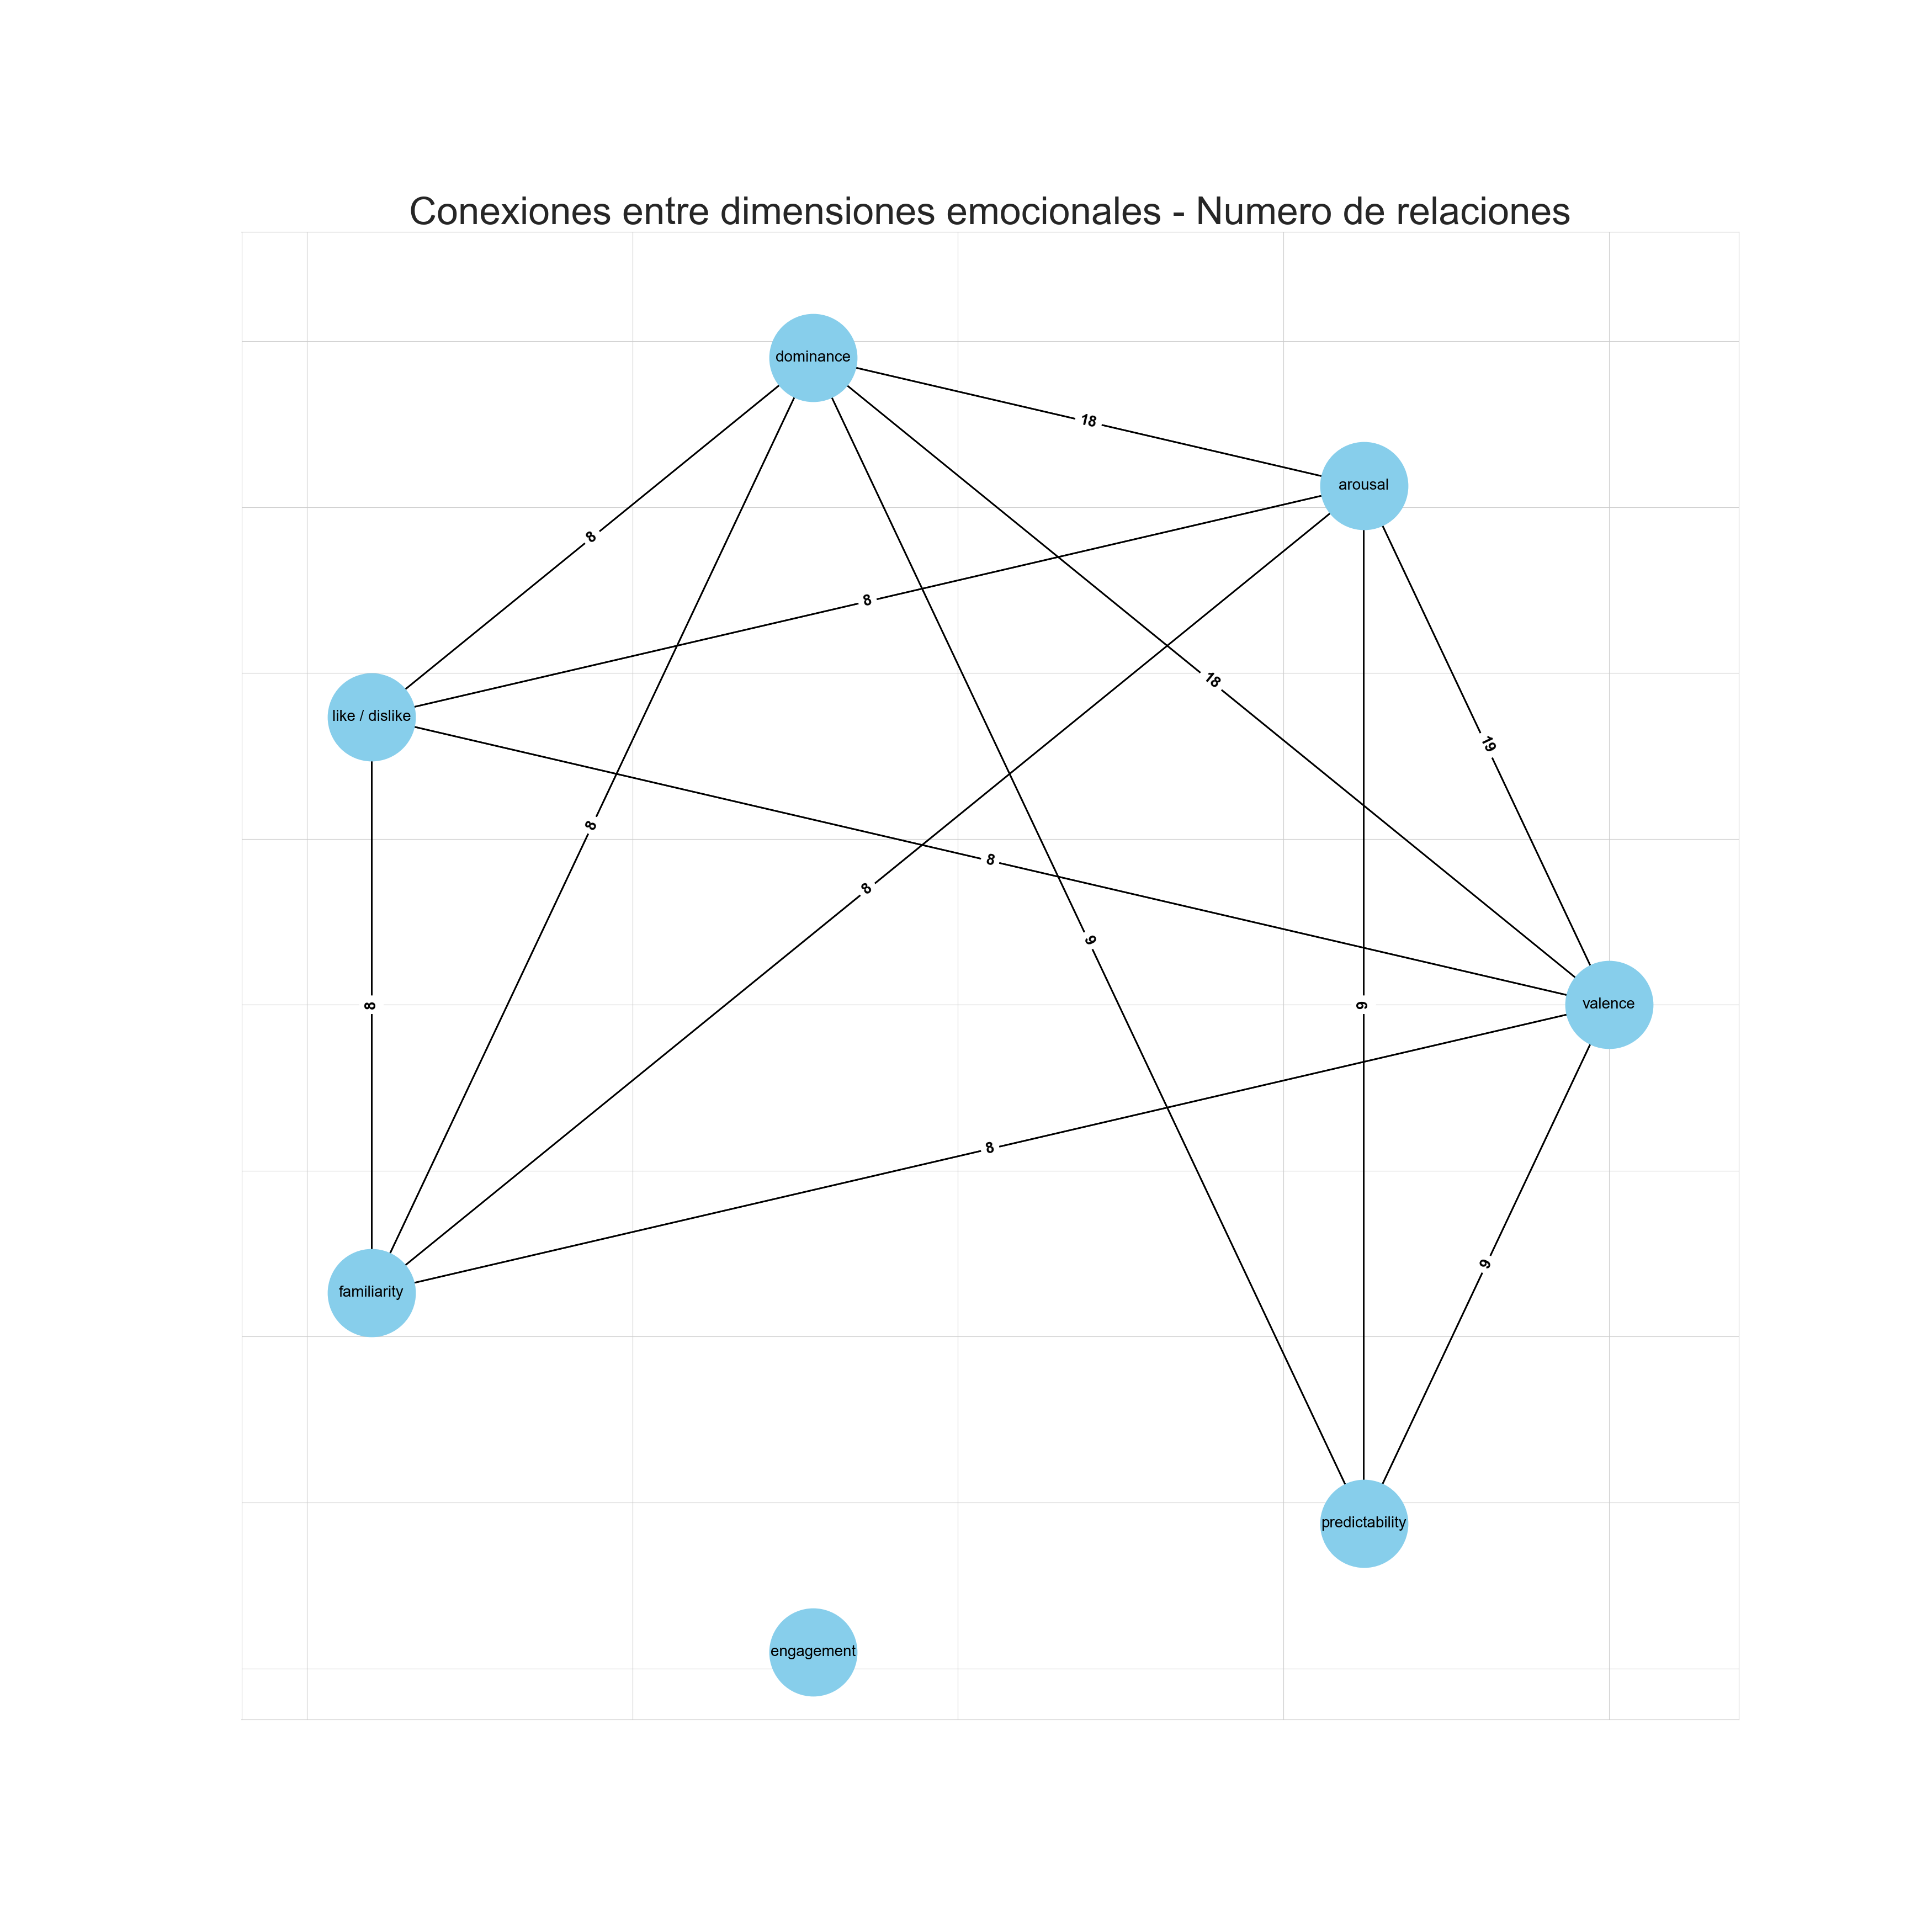 Conexiones entre dimensiones emocionales - Numero de relaciones
dominance
18
arousal
8
8
18
like / dislike
19
8
8
8
9
8
9
valence
8
9
familiarity
predictability
engagement